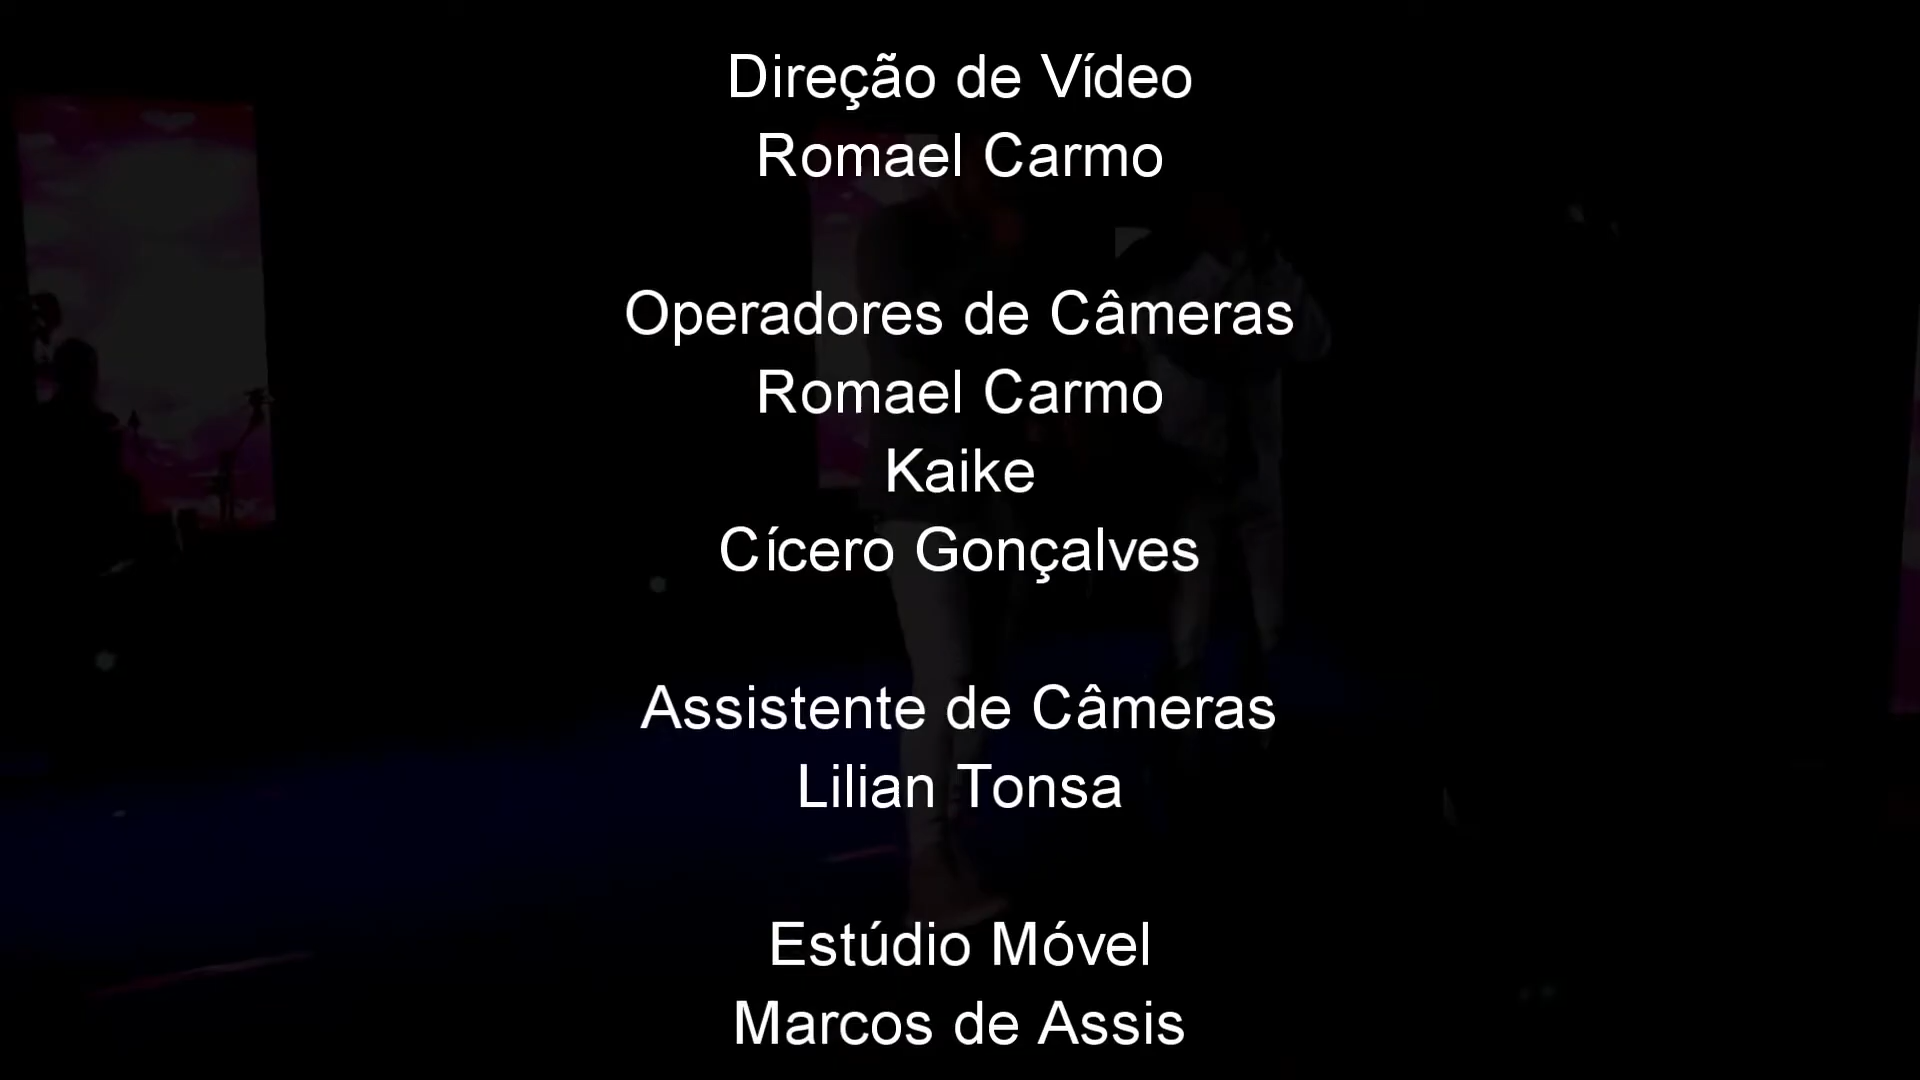 Direção de Vídeo
Romael Carmo
Operadores de Câmeras
Romael Carmo
Kaike
Cícero Gonçalves
Assistente de Câmeras
Lilian Tonsa
Estúdio Móvel
Marcos de Assis